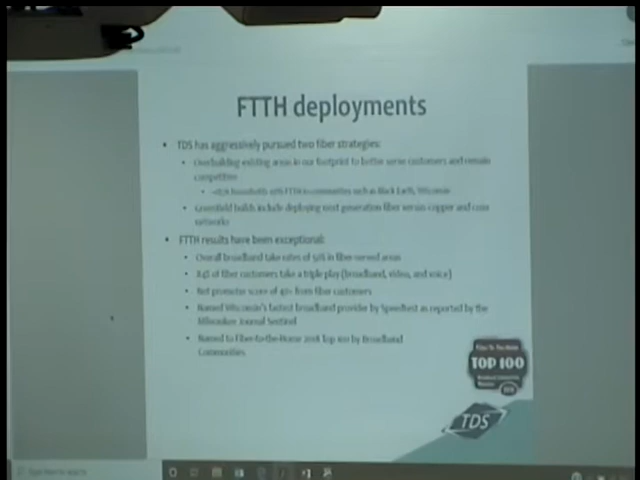 FTTH deployments
• TDS has aggressively pursued two fiber strategies:
• Overbuilding existing areas in our footprint to better serve customers and remain
competitive
households with FTTH in communities such as Black Earth, Wisconsin
• Greenfield builds include deploying next generation fiber versus copper and coax
networks
• FTTH results have been exceptional:
• Overall broadband take rates of in fiber served areas
• of fiber customers take a triple play (broadband, video, and voice)
• Net promoter score of from fiber customers
• Named Wisconsin's fastest broadband provider by Speedtest as reported by the
Milwaukee Journal Sentinel
• Named to Fiber-to-the-Home 2018 Top 100 by Broadband
Communities
TOP 100
TDS